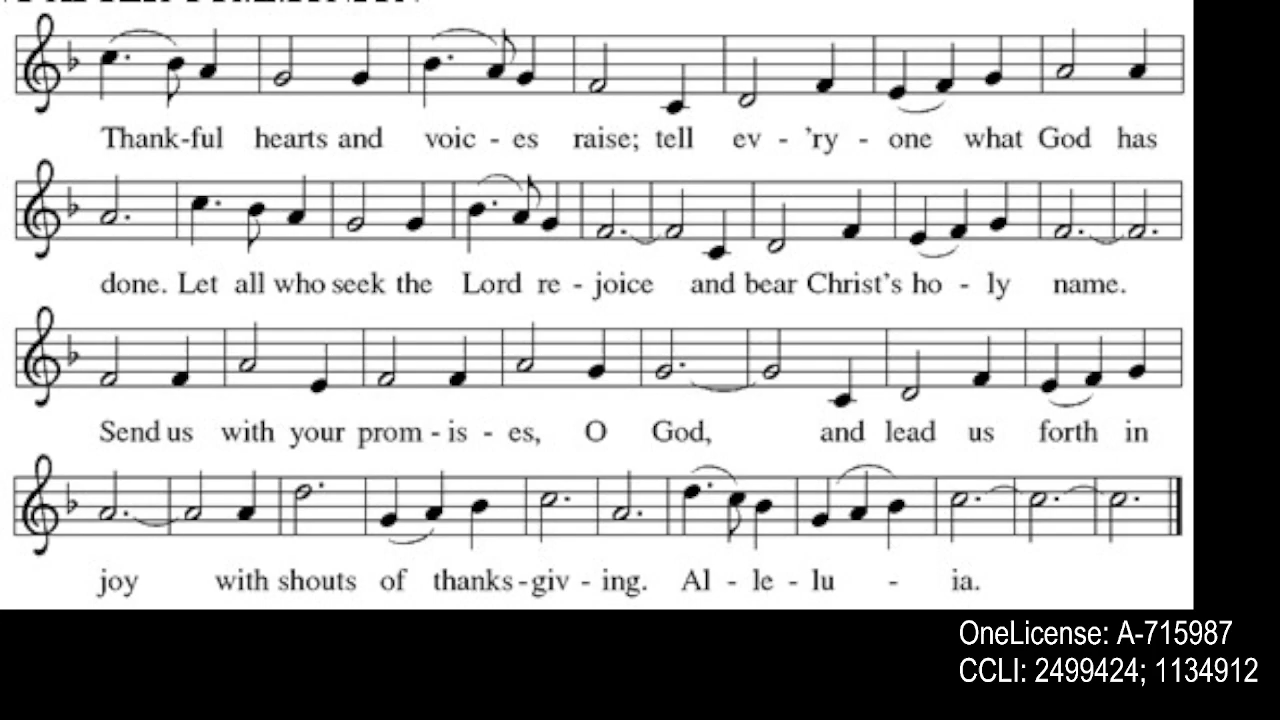 Thank-ful hearts and voic - es raise; tell ev - 'ry - one what God has
done. Let all who seek the Lord re - joice and bear Christ's ho - ly name.
Send us with your prom - is - es, O God, and lead us forth in
joy with shouts of thanks - giv - ing. Al - le - lu - ia.
OneLicense: A-715987
CCLI: 2499424; 1134912